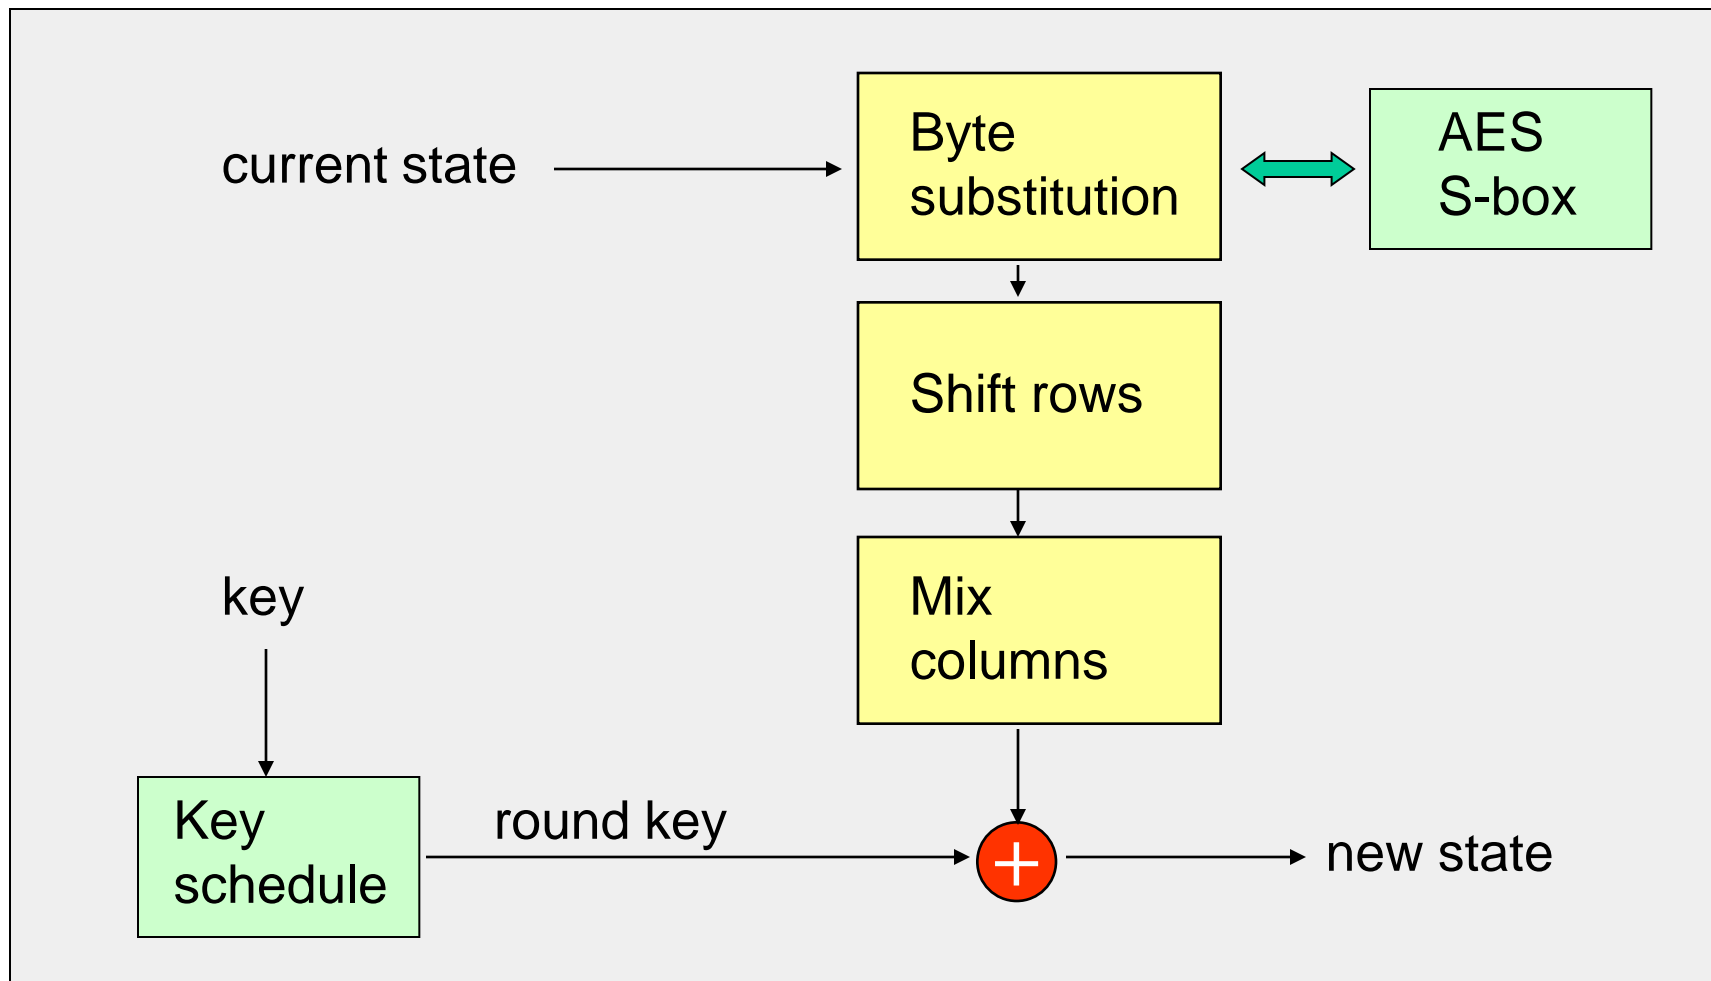 current state
Byte
substitution
AES
S-box
Shift rows
key
Mix
columns
Key
schedule
round key
+
new state